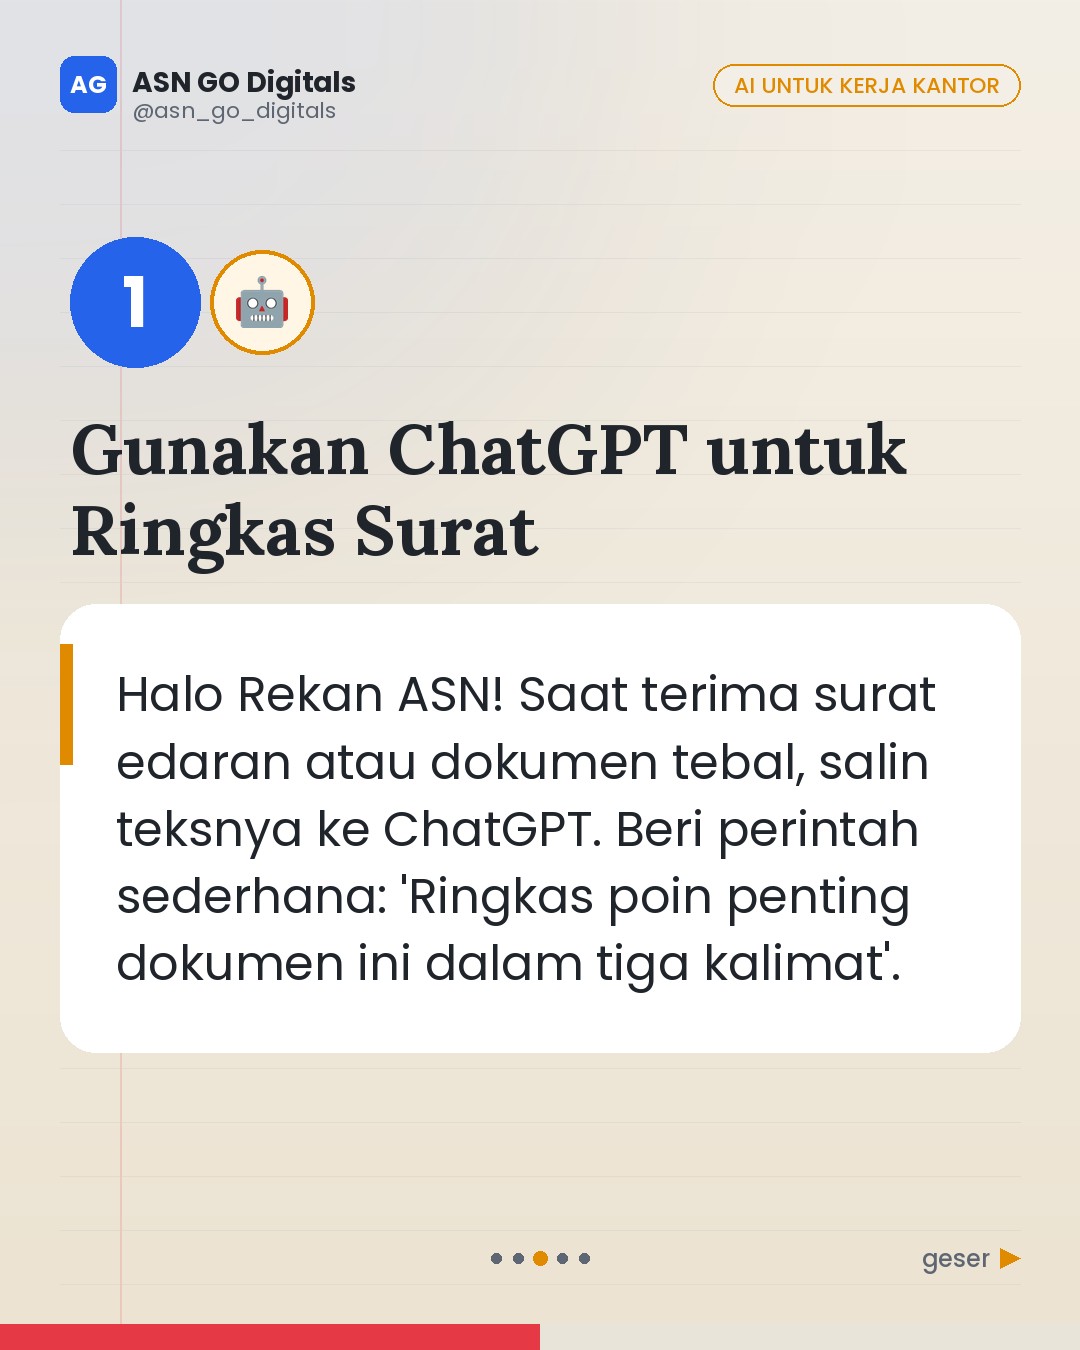 AG
ASN GO Digitals
@asn_go_digitals
AI UNTUK KERJA KANTOR
1
Gunakan ChatGPT untuk
Ringkas Surat
Halo Rekan ASN! Saat terima surat
edaran atau dokumen tebal, salin
teksnya ke ChatGPT. Beri perintah
sederhana: 'Ringkas poin penting
dokumen ini dalam tiga kalimat'.
geser